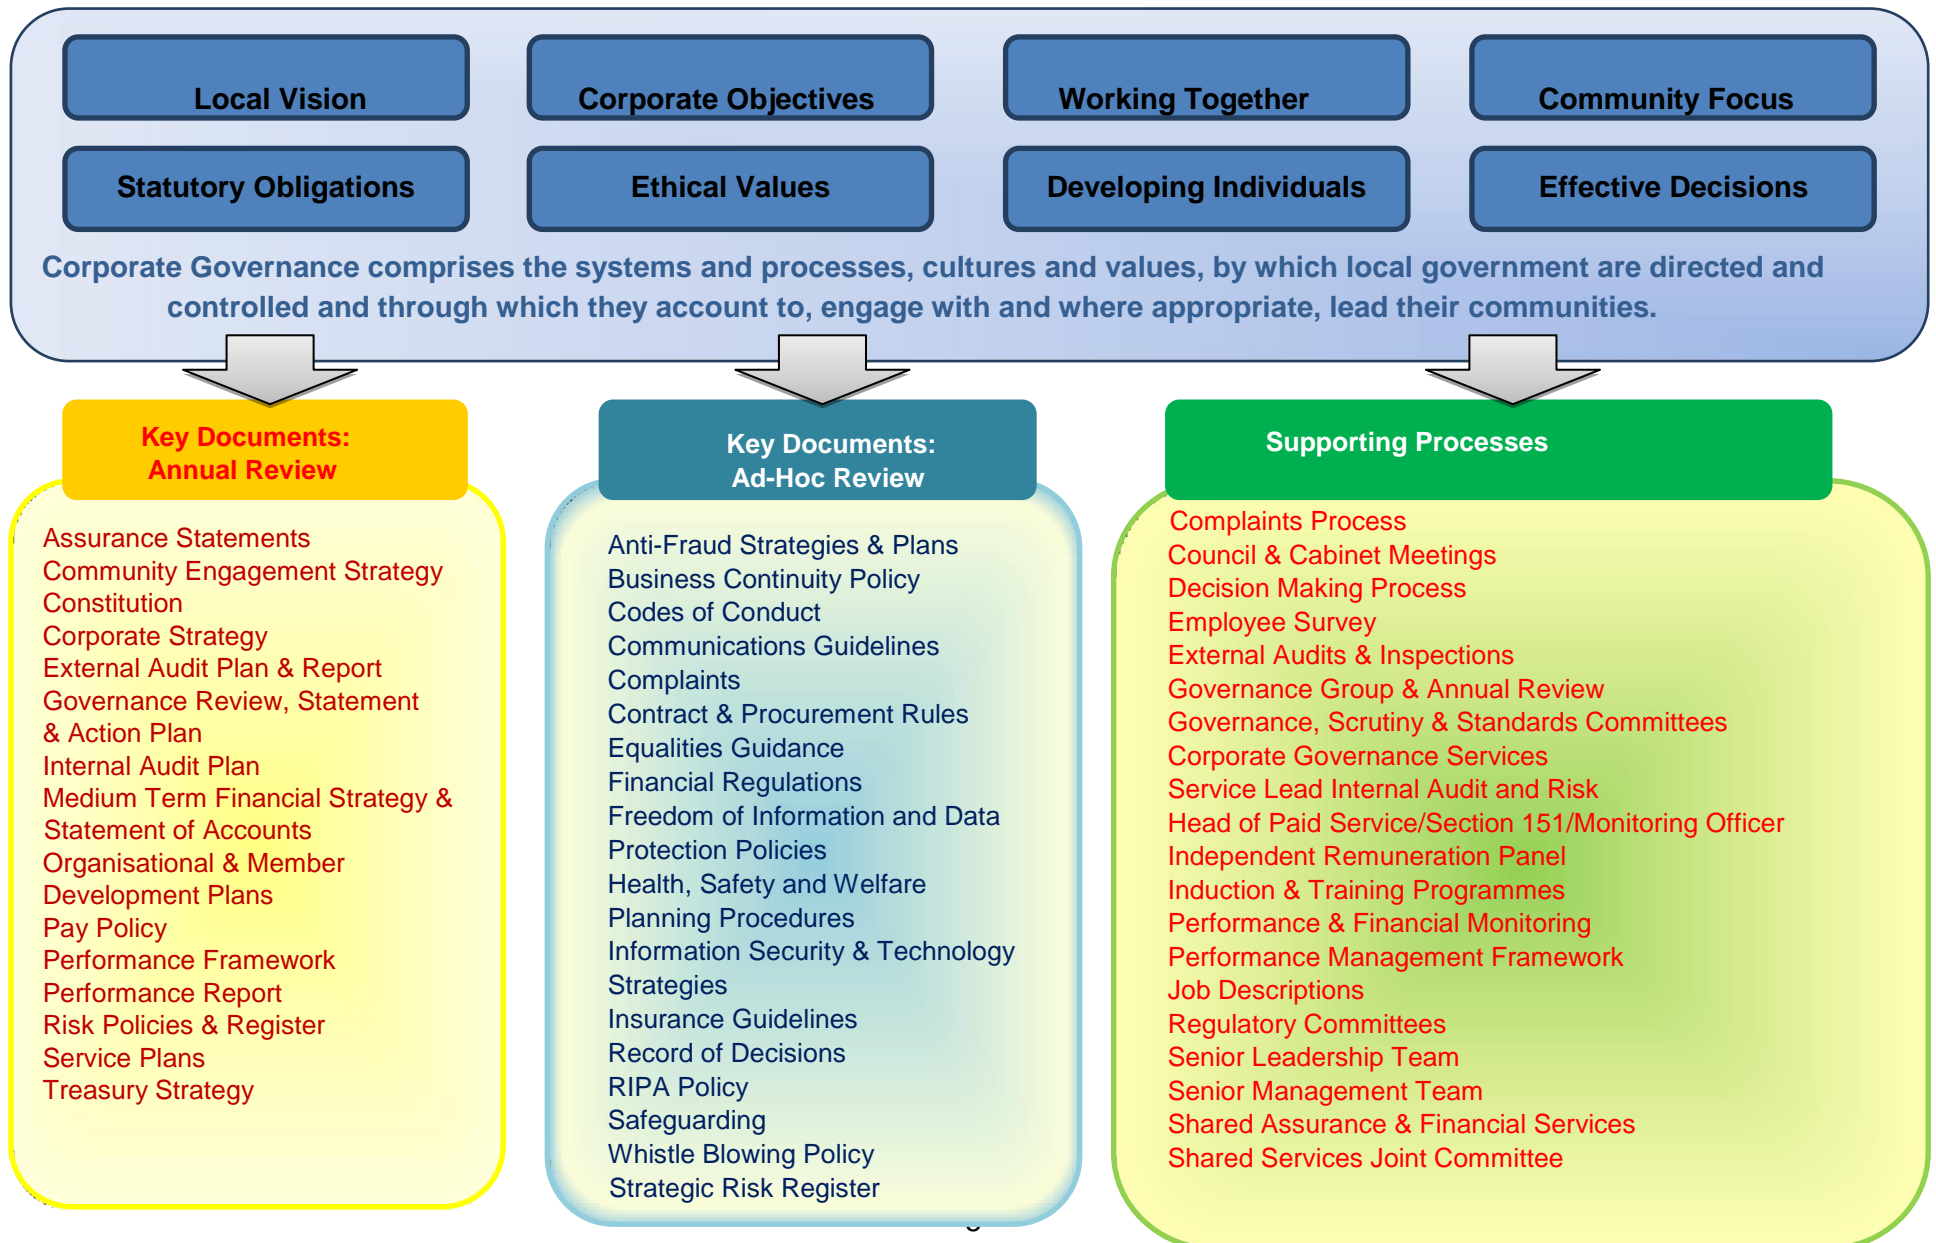 Local Vision
Corporate Objectives
Working Together
Community Focus
Statutory Obligations
Ethical Values
Developing Individuals
Effective Decisions
Corporate Governance comprises the systems and processes, cultures and values, by which local government are directed and
controlled and through which they account to, engage with and where appropriate, lead their communities.
Key Documents:
Annual Review
Assurance Statements
Community Engagement Strategy
Constitution
Corporate Strategy
External Audit Plan & Report
Governance Review, Statement
& Action Plan
Internal Audit Plan
Medium Term Financial Strategy &
Statement of Accounts
Organisational & Member
Development Plans
Pay Policy
Performance Framework
Performance Report
Risk Policies & Register
Service Plans
Treasury Strategy
Key Documents:
Ad-Hoc Review
Anti-Fraud Strategies & Plans
Business Continuity Policy
Codes of Conduct
Communications Guidelines
Complaints
Contract & Procurement Rules
Equalities Guidance
Financial Regulations
Freedom of Information and Data
Protection Policies
Health, Safety and Welfare
Planning Procedures
Information Security & Technology
Strategies
Insurance Guidelines
Record of Decisions
RIPA Policy
Safeguarding
Whistle Blowing Policy
Strategic Risk Register
Supporting Processes
Complaints Process
Council & Cabinet Meetings
Decision Making Process
Employee Survey
External Audits & Inspections
Governance Group & Annual Review
Governance, Scrutiny & Standards Committees
Corporate Governance Services
Service Lead Internal Audit and Risk
Head of Paid Service/Section 151/Monitoring Officer
Independent Remuneration Panel
Induction & Training Programmes
Performance & Financial Monitoring
Performance Management Framework
Job Descriptions
Regulatory Committees
Senior Leadership Team
Senior Management Team
Shared Assurance & Financial Services
Shared Services Joint Committee